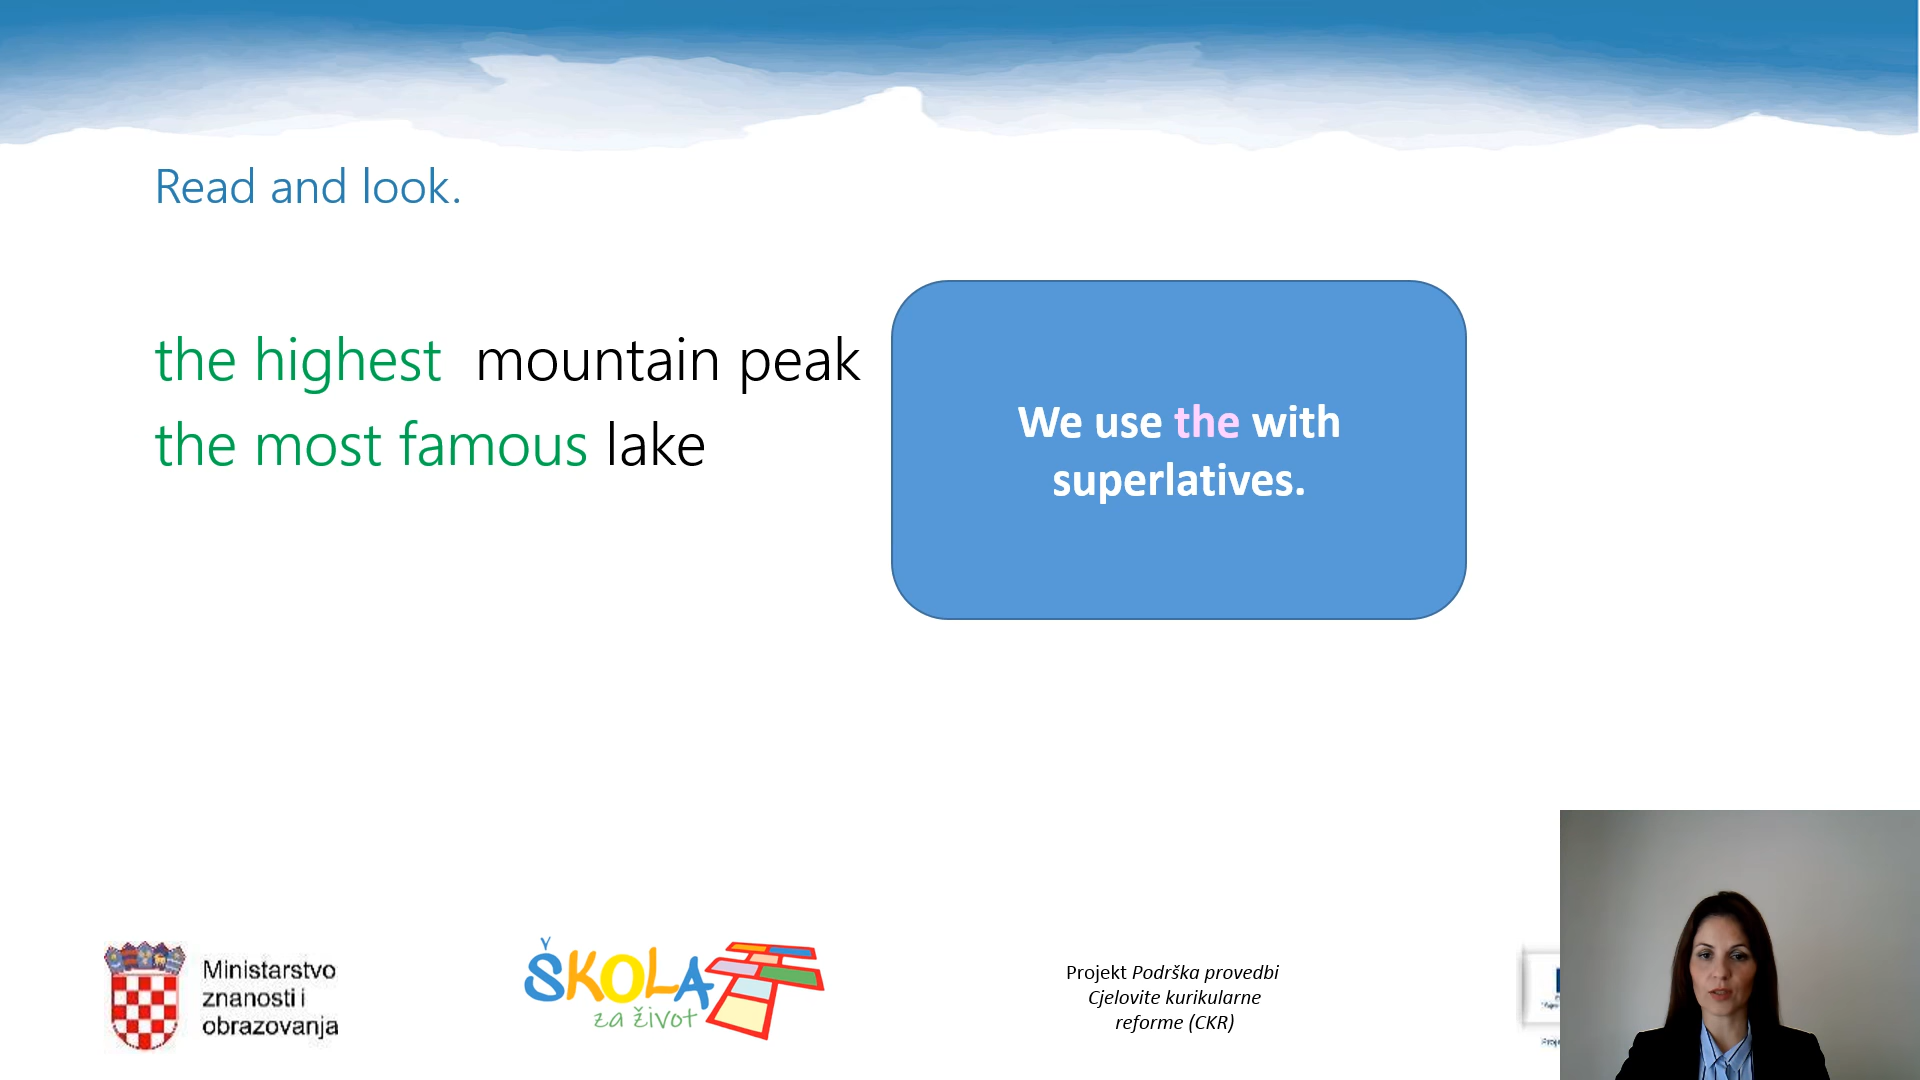 Read and look.
the highest mountain peak
the most famous lake
We use the with
superlatives.
Ministarstvo
znanosti i
obrazovanja
ŠKOLA
za život
Projekt Podrška provedbi
Cjelovite kurikularne
reforme (CKR)